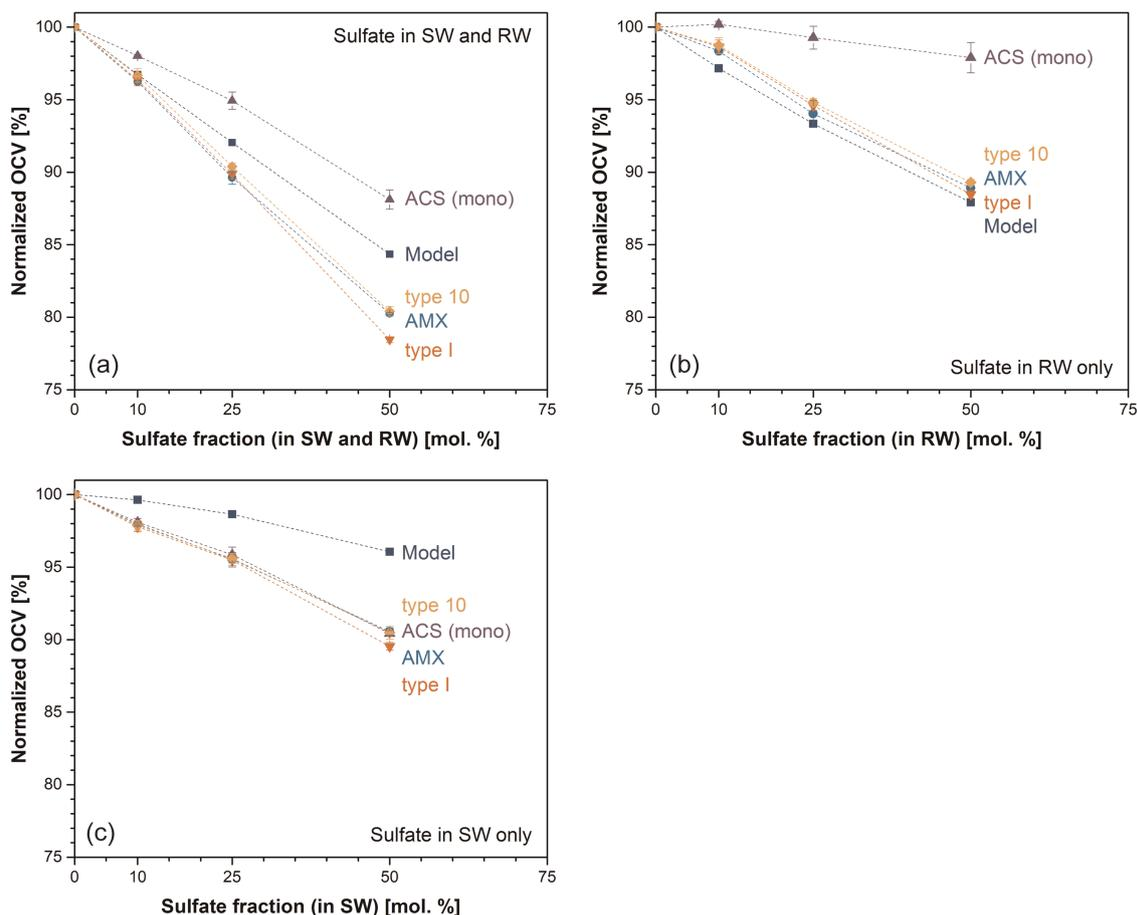 Normalized OCV [%]
100
95
90
85
80
75
Sulfate in SW and RW
ACS (mono)
Model
type 10
AMX
type I
(a)
0
10
25
50
75
Sulfate fraction (in SW and RW) [mol. %]
Normalized OCV [%]
100
95
90
85
80
75
ACS (mono)
type 10
AMX
type I
Model
(b)
Sulfate in RW only
0
10
25
50
75
Sulfate fraction (in RW) [mol. %]
Normalized OCV [%]
100
95
90
85
80
75
Model
type 10
ACS (mono)
AMX
type I
(c)
Sulfate in SW only
0
10
25
50
75
Sulfate fraction (in SW) [mol. %]